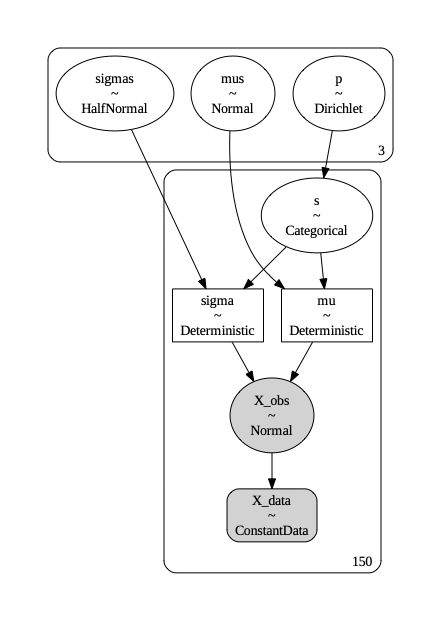 sigmas
~
HalfNormal
mus
~
Normal
p
~
Dirichlet
3
s
~
Categorical
sigma
~
Deterministic
mu
~
Deterministic
X_obs
~
Normal
X_data
~
ConstantData
150